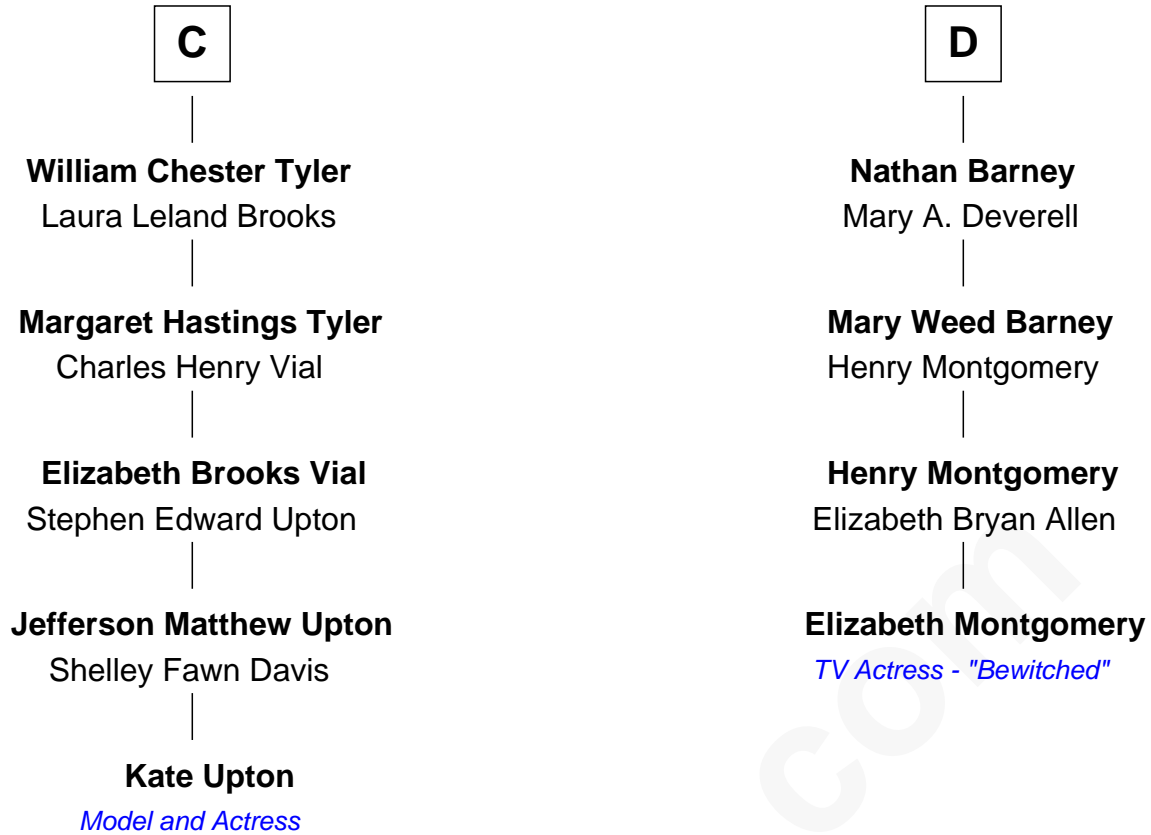 C
William Chester Tyler
Laura Leland Brooks
Margaret Hastings Tyler
Charles Henry Vial
Elizabeth Brooks Vial
Stephen Edward Upton
Jefferson Matthew Upton
Shelley Fawn Davis
Kate Upton
Model and Actress
D
Nathan Barney
Mary A. Deverell
Mary Weed Barney
Henry Montgomery
Henry Montgomery
Elizabeth Bryan Allen
Elizabeth Montgomery
TV Actress - "Bewitched"
com